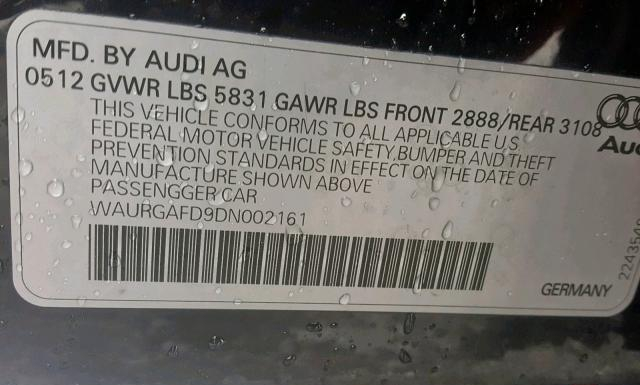 MFD. BY AUDI AG
0512 GVWR LBS 5831 GAWR LBS FRONT 2888/REAR 3108
THIS VEHICLE CONFORMS TO ALL APPLICABLE U.S.
FEDERAL MOTOR VEHICLE SAFETY,BUMPER AND THEFT
PREVENTION STANDARDS IN EFFECT ON THE DATE OF
MANUFACTURE SHOWN ABOVE
PASSENGGER CAR
WAURGAFD9DN002161
GERMANY